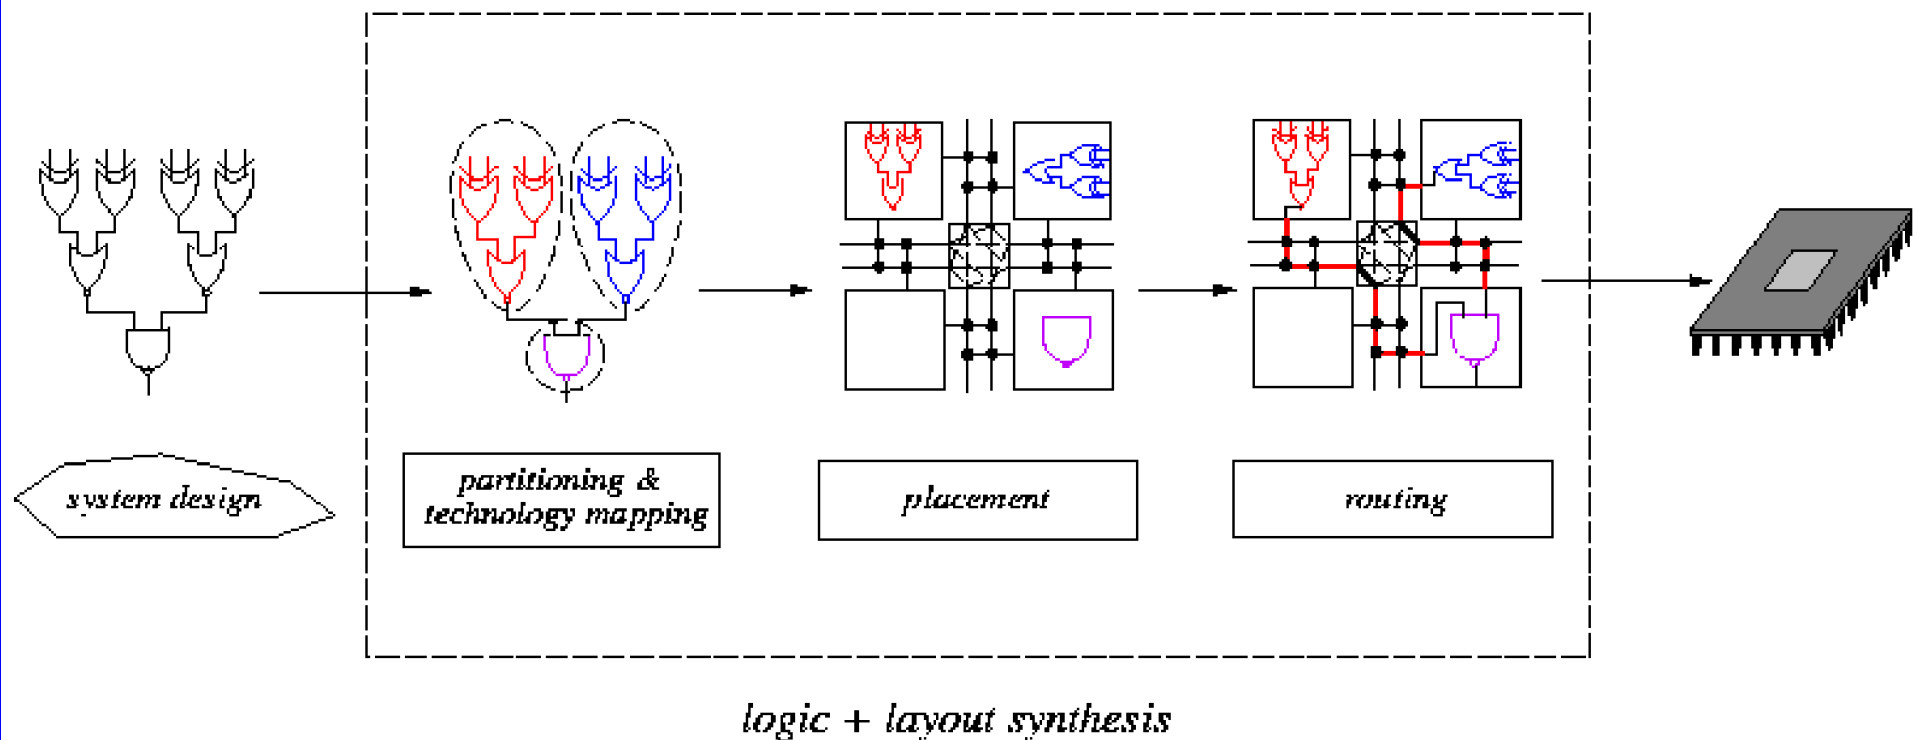 system design
partitioning &
technology mapping
placement
routing
logic + layout synthesis